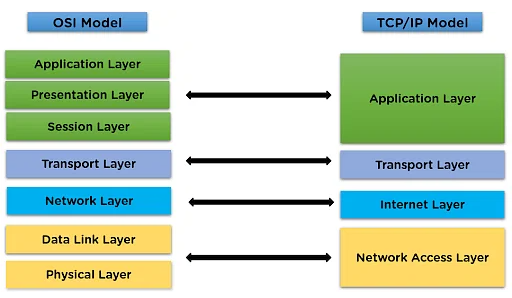 OSI Model
TCP/IP Model
Application Layer
Presentation Layer
Session Layer
Application Layer
Transport Layer
Transport Layer
Network Layer
Internet Layer
Data Link Layer
Physical Layer
Network Access Layer